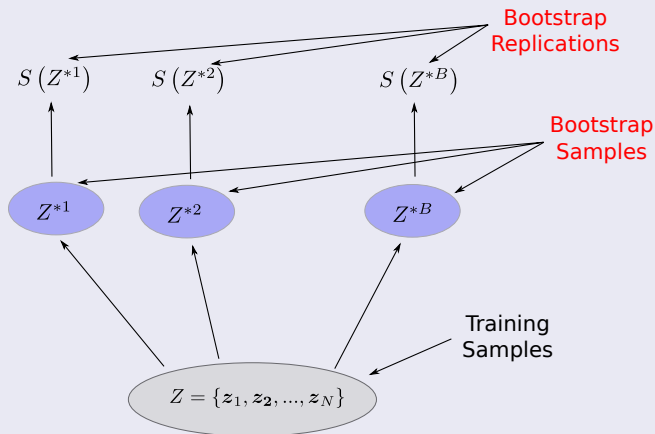 Bootstrap
Replications
S (Z*1) S (Z*2) S (Z*B)
Bootstrap
Samples
Z*1 Z*2 Z*B
Training
Samples
Z = {z1, z2, ..., zN}